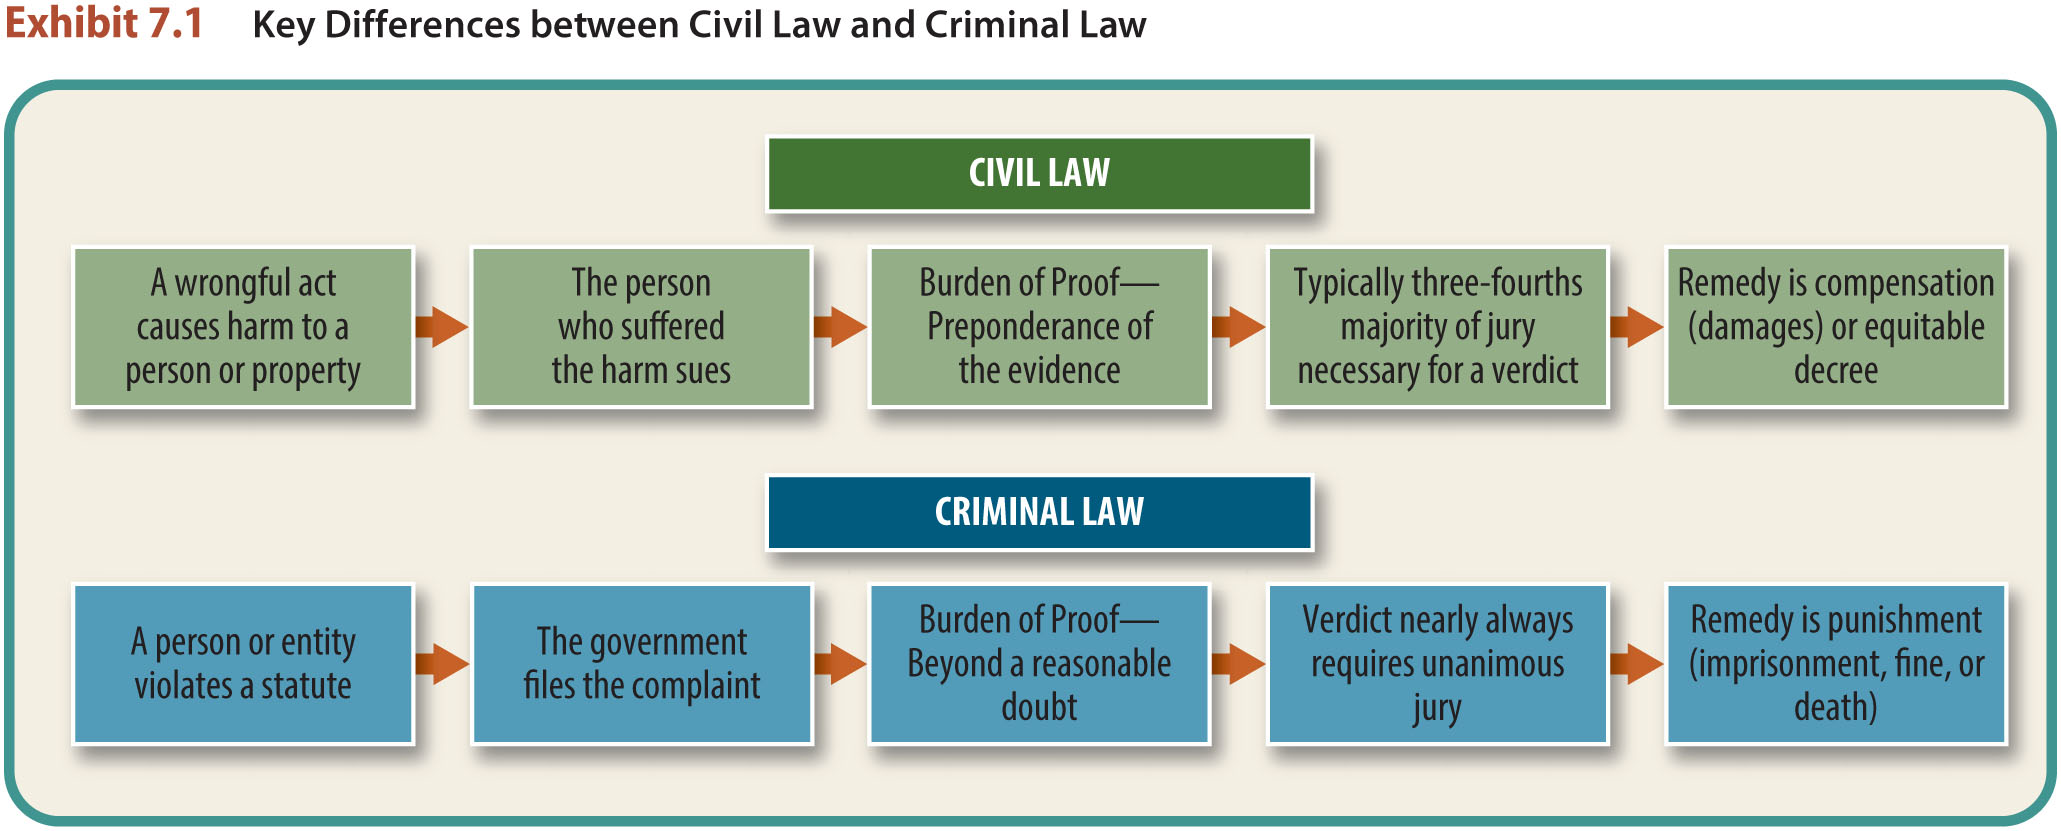 Exhibit 7.1 Key Differences between Civil Law and Criminal Law
CIVIL LAW
A wrongful act
causes harm to a
person or property
The person
who suffered
the harm sues
Burden of Proof—
Preponderance of
the evidence
Typically three-fourths
majority of jury
necessary for a verdict
Remedy is compensation
(damages) or equitable
decree
CRIMINAL LAW
A person or entity
violates a statute
The government
files the complaint
Burden of Proof—
Beyond a reasonable
doubt
Verdict nearly always
requires unanimous
jury
Remedy is punishment
(imprisonment, fine, or
death)